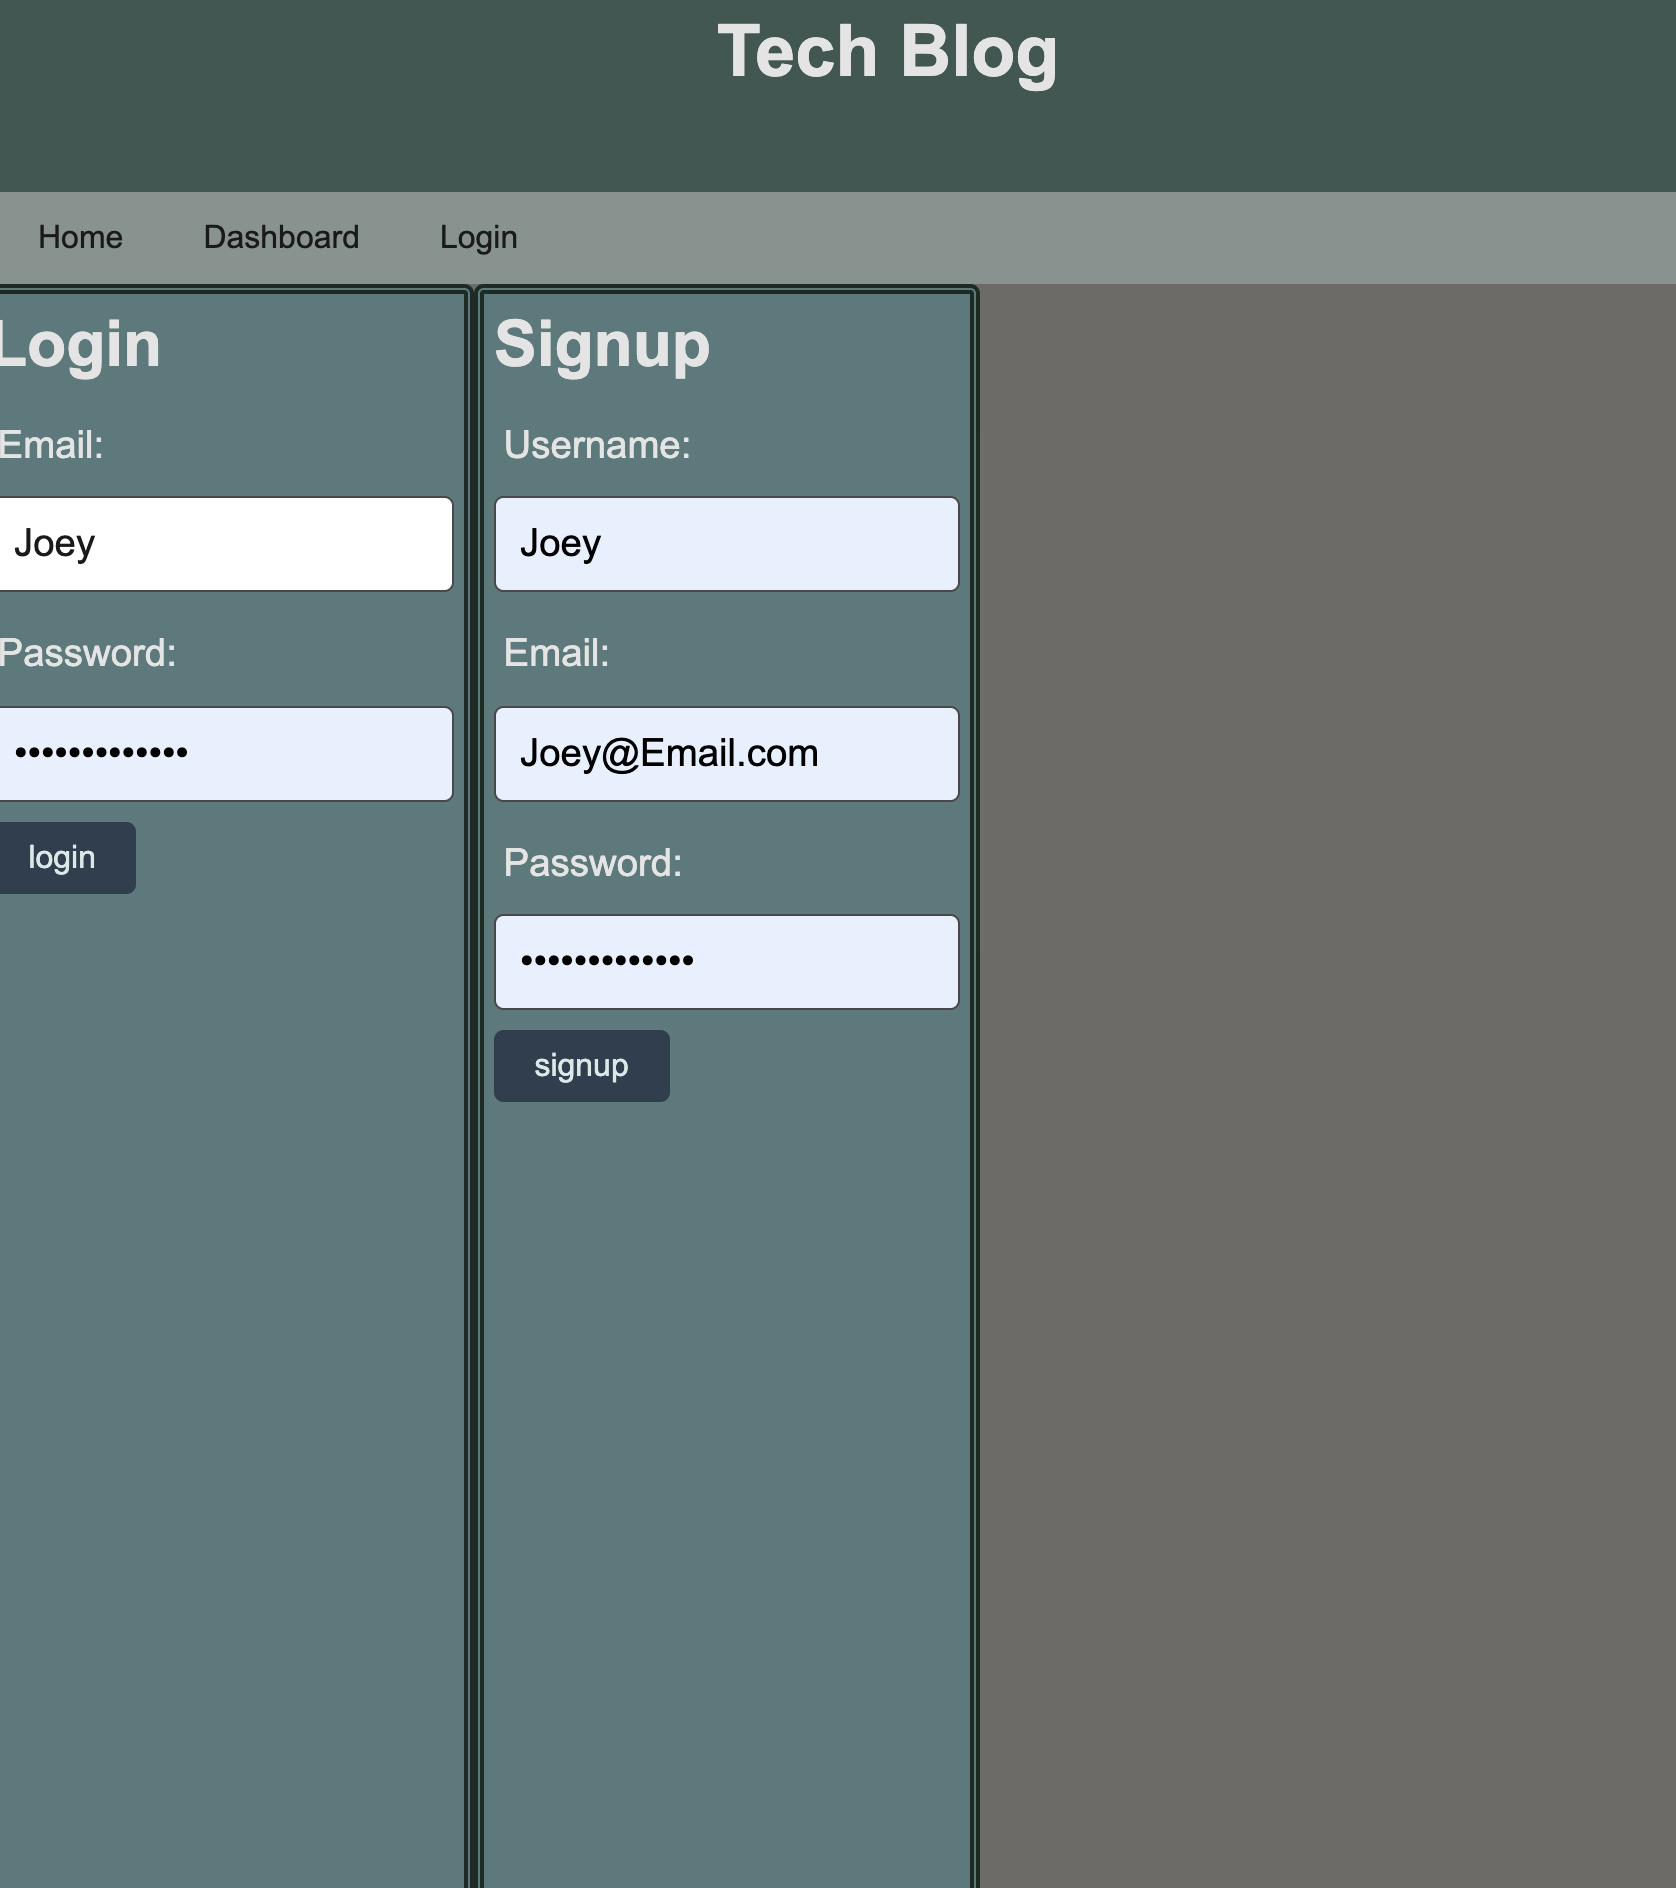 Tech Blog
Home Dashboard Login
Login
Email:
Joey
Password:
•••••••••••••
login
Signup
Username:
Joey
Email:
Joey@Email.com
Password:
•••••••••••••
signup